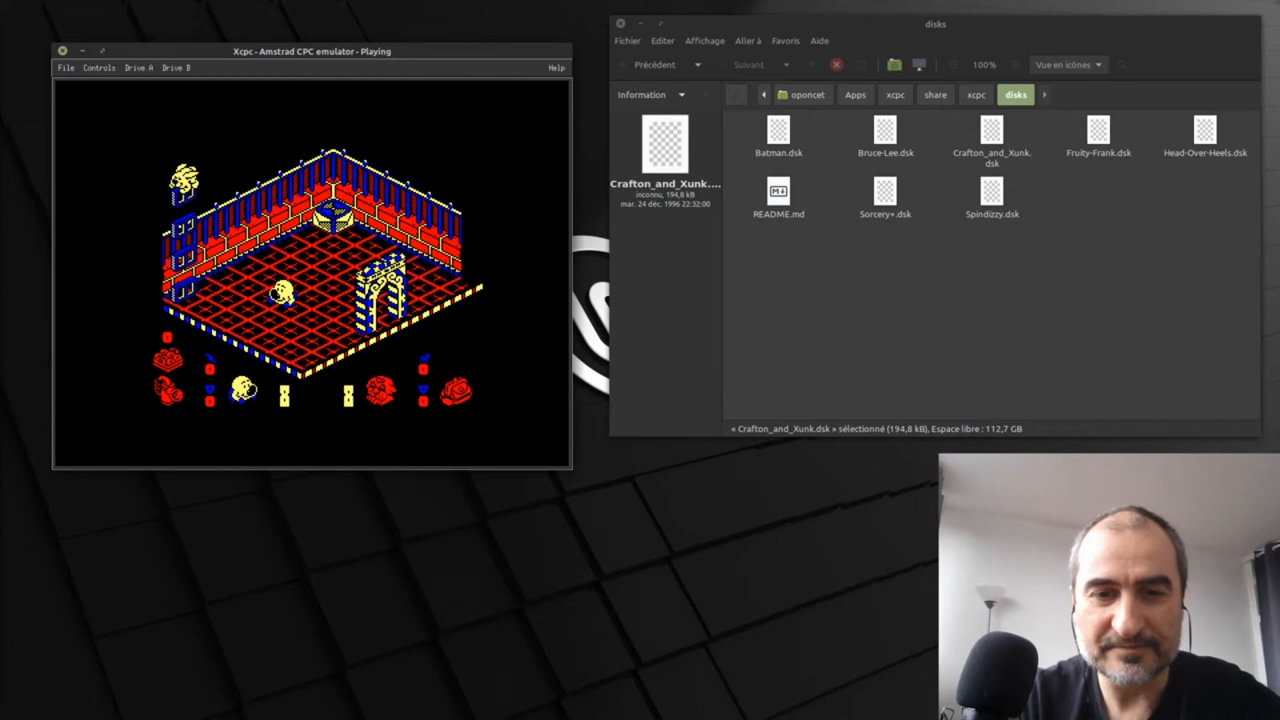 Xcpc - Amstrad CPC emulator - Playing
File Controls Drive A Drive B Help
disks
Fichier Editer Affichage Aller à Favoris Aide
Précédent Suivant 100% Vue en icônes
Information oponcet Apps xcpc share xcpc disks
Crafton_and_Xunk....
inconnu, 194,8 kB
mar. 24 déc. 1996 22:32:00
Batman.dsk Bruce-Lee.dsk Crafton_and_Xunk.
dsk Fruity-Frank.dsk Head-Over-Heels.dsk
README.md Sorcery+.dsk Spindizzy.dsk
« Crafton_and_Xunk.dsk » sélectionné (194,8 kB), Espace libre : 112,7 GB